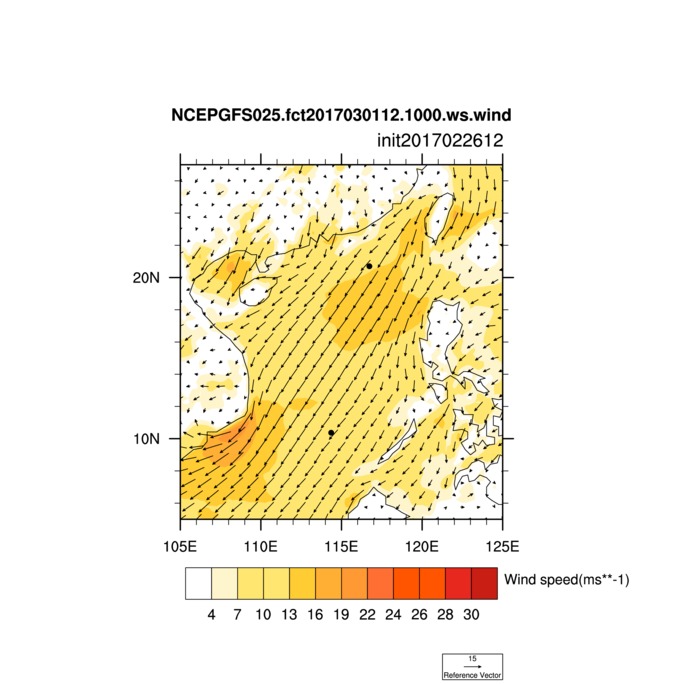 NCEPGFS025.fct2017030112.1000.ws.wind
init2017022612
20N
10N
105E 110E 115E 120E 125E
Wind speed(ms**-1)
4 7 10 13 16 19 22 24 26 28 30
15
Reference Vector